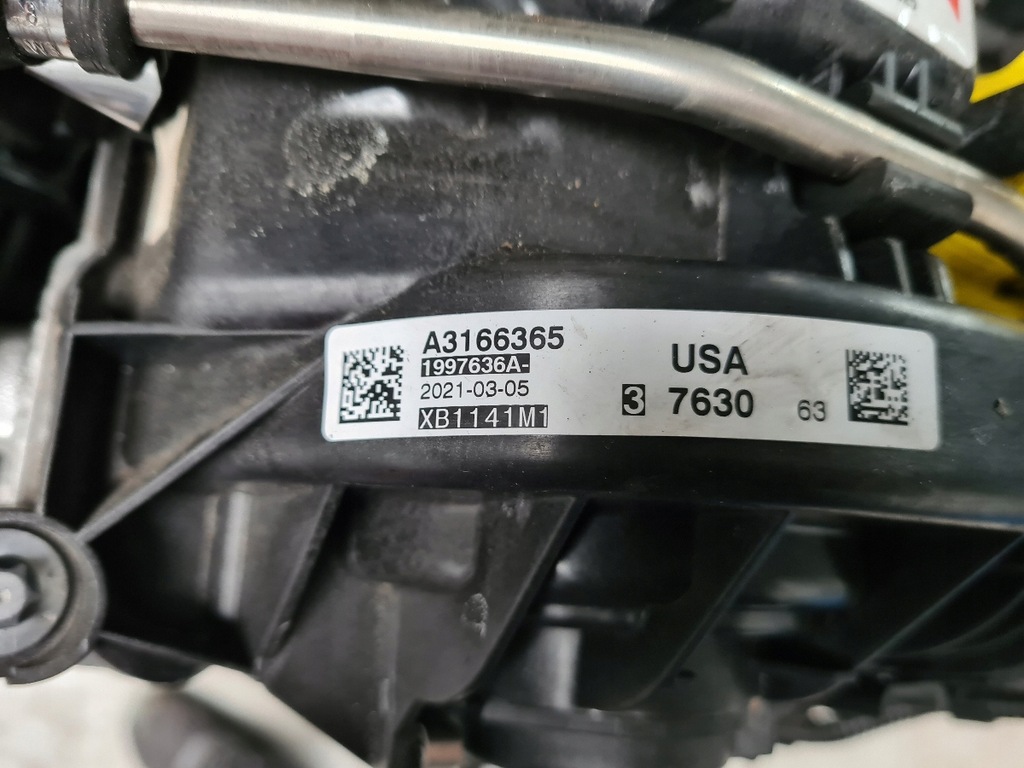 A3166365
1997636A-
2021-03-05
XB1141M1
USA
3 7630 63